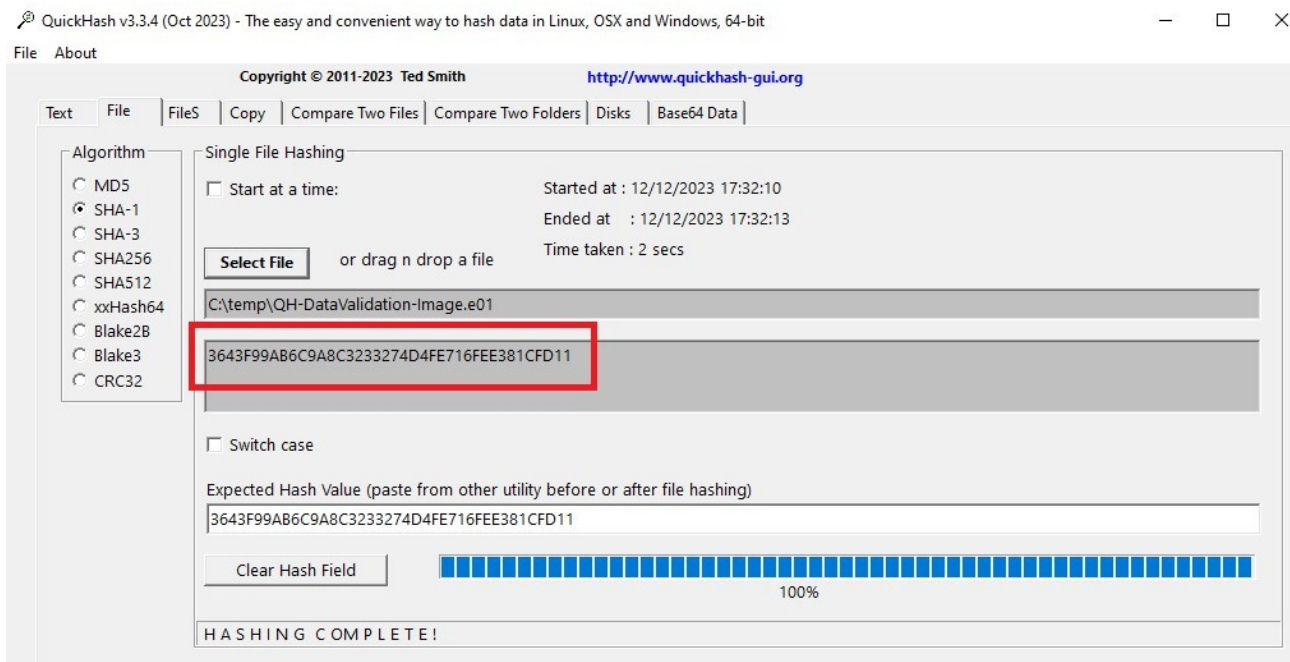 QuickHash v3.3.4 (Oct 2023) - The easy and convenient way to hash data in Linux, OSX and Windows, 64-bit
File About
Copyright © 2011-2023 Ted Smith http://www.quickhash-gui.org
Text File FileS Copy Compare Two Files Compare Two Folders Disks Base64 Data
Algorithm
MD5
SHA-1
SHA-3
SHA256
SHA512
xxHash64
Blake2B
Blake3
CRC32
Single File Hashing
Start at a time:
Started at : 12/12/2023 17:32:10
Ended at : 12/12/2023 17:32:13
Time taken : 2 secs
Select File or drag n drop a file
C:\temp\QH-DataValidation-Image.e01
3643F99AB6C9A8C3233274D4FE716FEE381CFD11
Switch case
Expected Hash Value (paste from other utility before or after file hashing)
3643F99AB6C9A8C3233274D4FE716FEE381CFD11
Clear Hash Field
100%
HASHING COMPLETE!